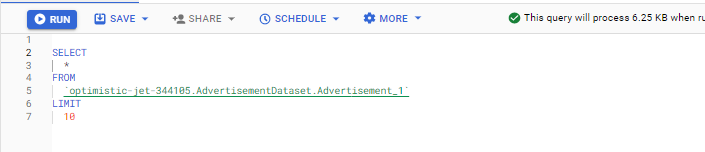 RUN SAVE SHARE SCHEDULE MORE This query will process 6.25 KB when ru
1
2 SELECT
3 *
4 FROM
5 `optimistic-jet-344105.AdvertisementDataset.Advertisement_1`
6 LIMIT
7 10